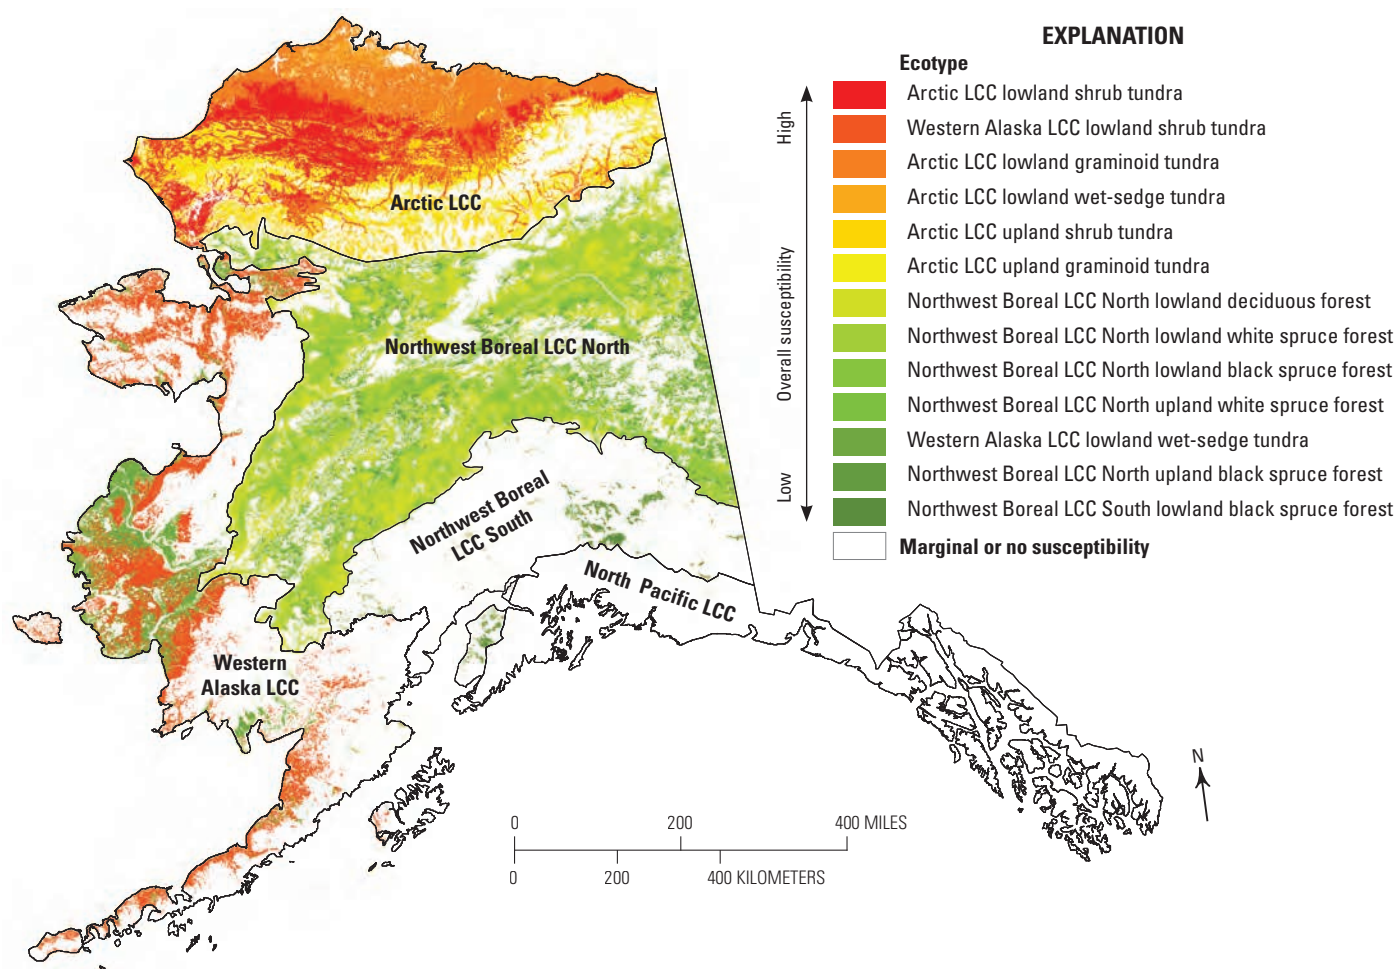 EXPLANATION
Ecotype
Arctic LCC lowland shrub tundra
Western Alaska LCC lowland shrub tundra
Arctic LCC lowland graminoid tundra
Arctic LCC lowland wet-sedge tundra
Arctic LCC upland shrub tundra
Arctic LCC upland graminoid tundra
Northwest Boreal LCC North lowland deciduous forest
Northwest Boreal LCC North lowland white spruce forest
Northwest Boreal LCC North lowland black spruce forest
Northwest Boreal LCC North upland white spruce forest
Western Alaska LCC lowland wet-sedge tundra
Northwest Boreal LCC North upland black spruce forest
Northwest Boreal LCC South lowland black spruce forest
Marginal or no susceptibility
High
Overall susceptibility
Low
Arctic LCC
Northwest Boreal LCC North
Northwest Boreal
LCC South
North Pacific LCC
Western
Alaska LCC
N
0 200 400 MILES
0 200 400 KILOMETERS